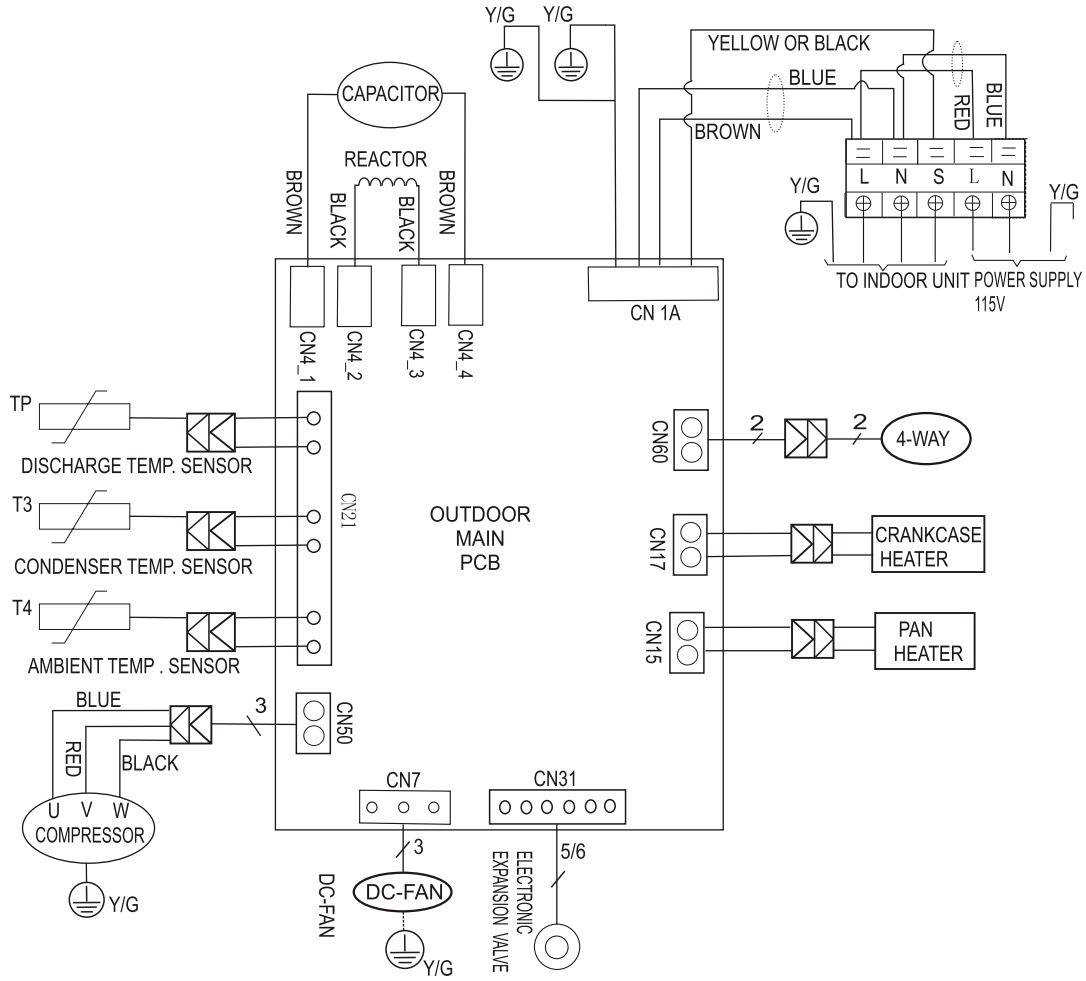 Y/G
Y/G
YELLOW OR BLACK
BLUE
BROWN
RED
BLUE
L N S L N
Y/G
Y/G
TO INDOOR UNIT
POWER SUPPLY
115V
CAPACITOR
REACTOR
BROWN
BLACK
BLACK
BROWN
CN4_1
CN4_2
CN4_3
CN4_4
CN 1A
TP
DISCHARGE TEMP. SENSOR
T3
CONDENSER TEMP. SENSOR
T4
AMBIENT TEMP . SENSOR
CN21
OUTDOOR
MAIN
PCB
CN60
2
2
4-WAY
CN17
CRANKCASE
HEATER
CN15
PAN
HEATER
BLUE
RED
BLACK
3
CN50
U V W
COMPRESSOR
Y/G
CN7
3
DC-FAN
DC-FAN
Y/G
CN31
5/6
ELECTRONIC
EXPANSION VALVE